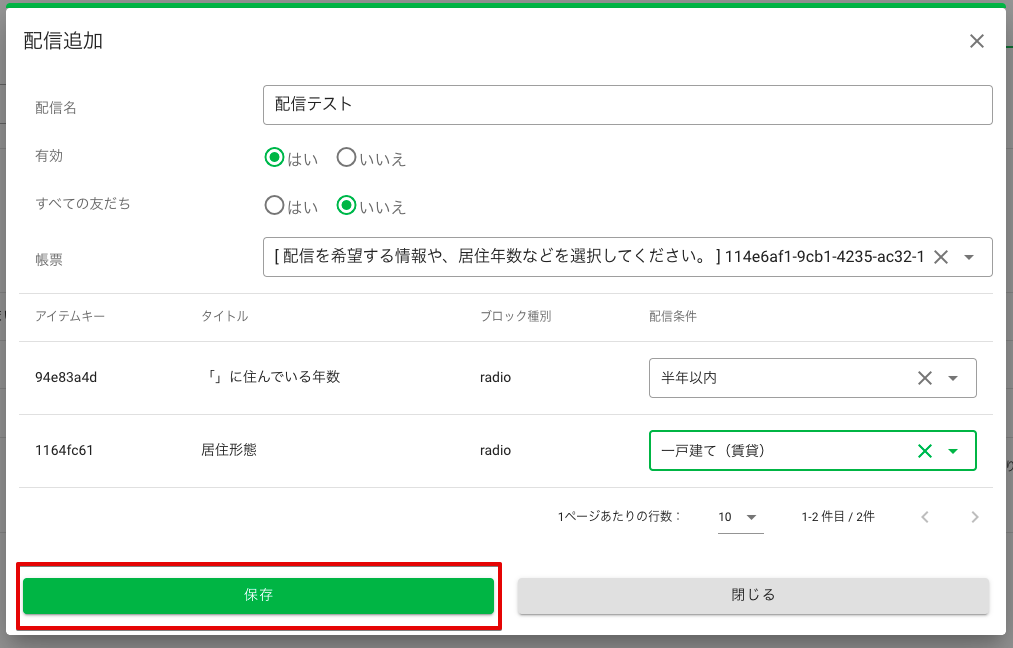 配信追加
配信名
配信テスト
有効
はい いいえ
すべての友だち
はい いいえ
帳票
[ 配信を希望する情報や、居住年数などを選択してください。 ] 114e6af1-9cb1-4235-ac32-1
アイテムキー タイトル ブロック種別 配信条件
94e83a4d 「」に住んでいる年数 radio 半年以内
1164fc61 居住形態 radio 一戸建て（賃貸）
1ページあたりの行数： 10 1-2 件目 / 2件
保存 閉じる